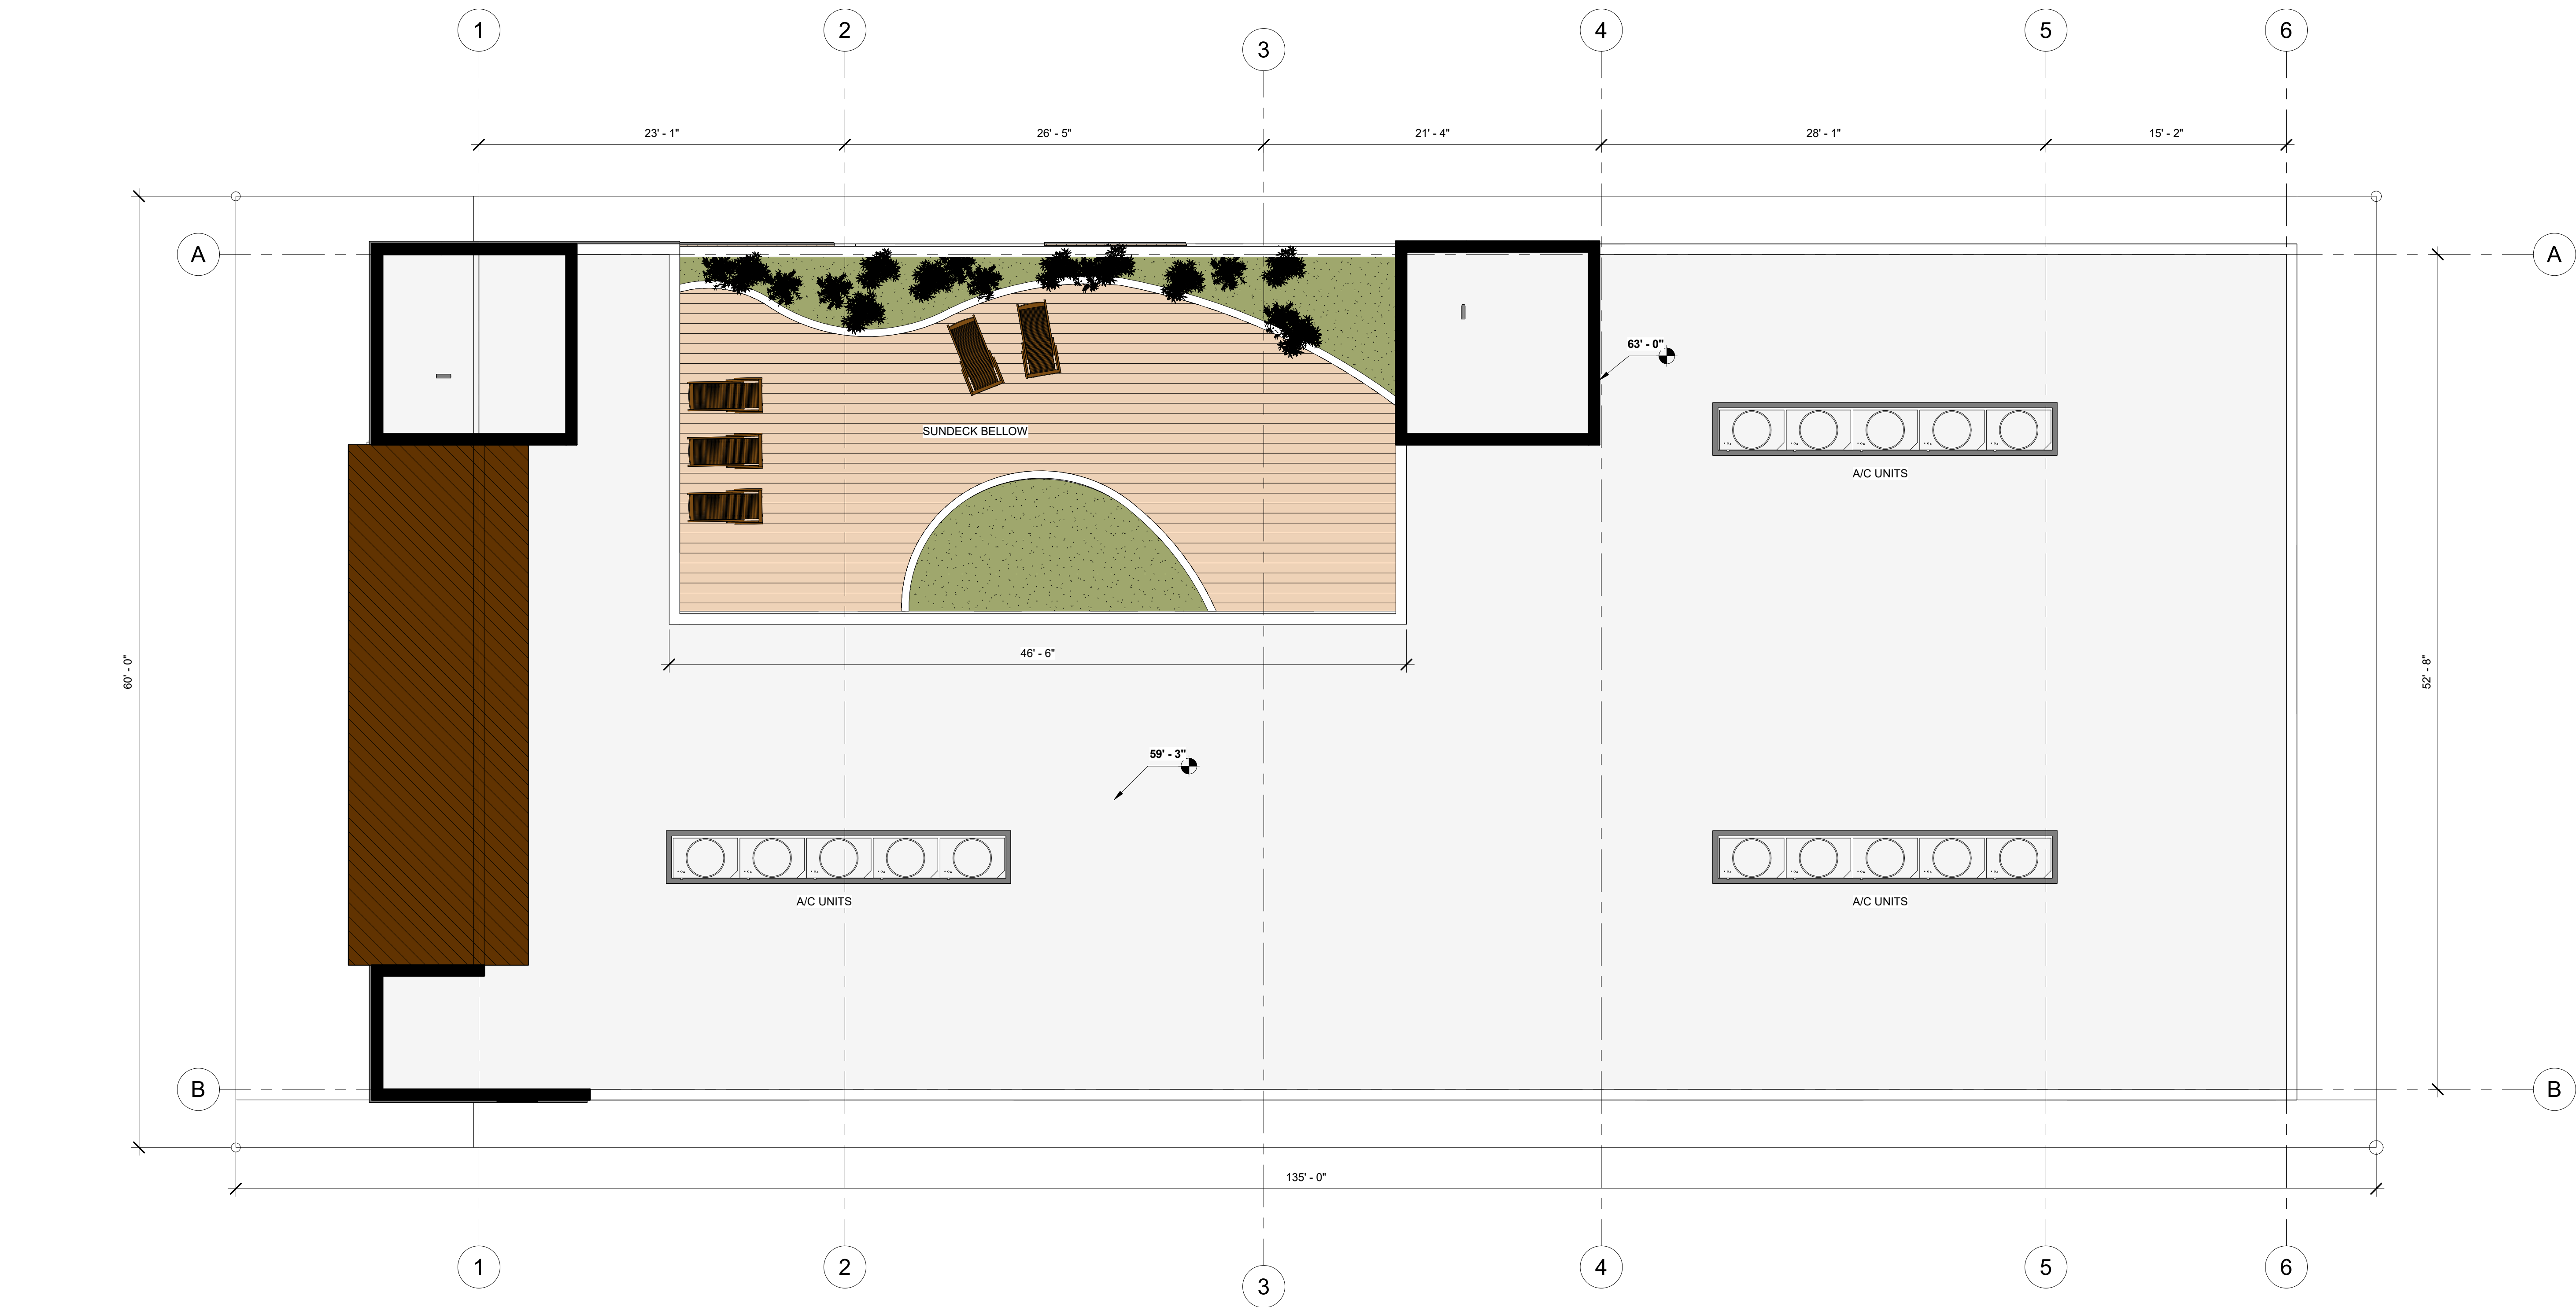 1
2
3
4
5
6
23' - 1"
26' - 5"
21' - 4"
28' - 1"
15' - 2"
A
A
63' - 0"
SUNDECK BELLOW
A/C UNITS
46' - 6"
60' - 0"
52' - 8"
59' - 3"
A/C UNITS
A/C UNITS
B
B
135' - 0"
1
2
3
4
5
6